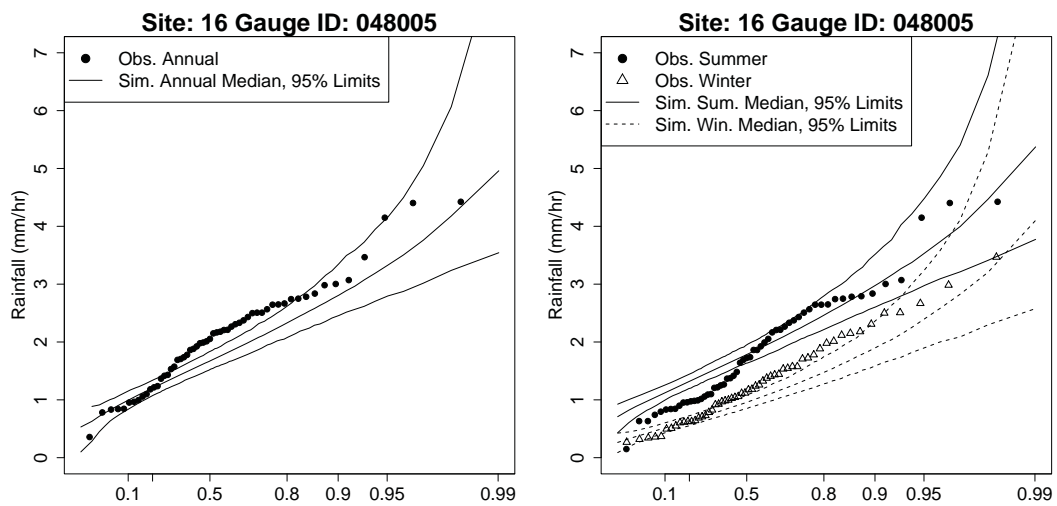 Site: 16 Gauge ID: 048005
Obs. Annual
Sim. Annual Median, 95% Limits
Rainfall (mm/hr)
7
6
5
4
3
2
1
0
0.1 0.5 0.8 0.9 0.95 0.99
Site: 16 Gauge ID: 048005
Obs. Summer
Obs. Winter
Sim. Sum. Median, 95% Limits
Sim. Win. Median, 95% Limits
Rainfall (mm/hr)
7
6
5
4
3
2
1
0
0.1 0.5 0.8 0.9 0.95 0.99